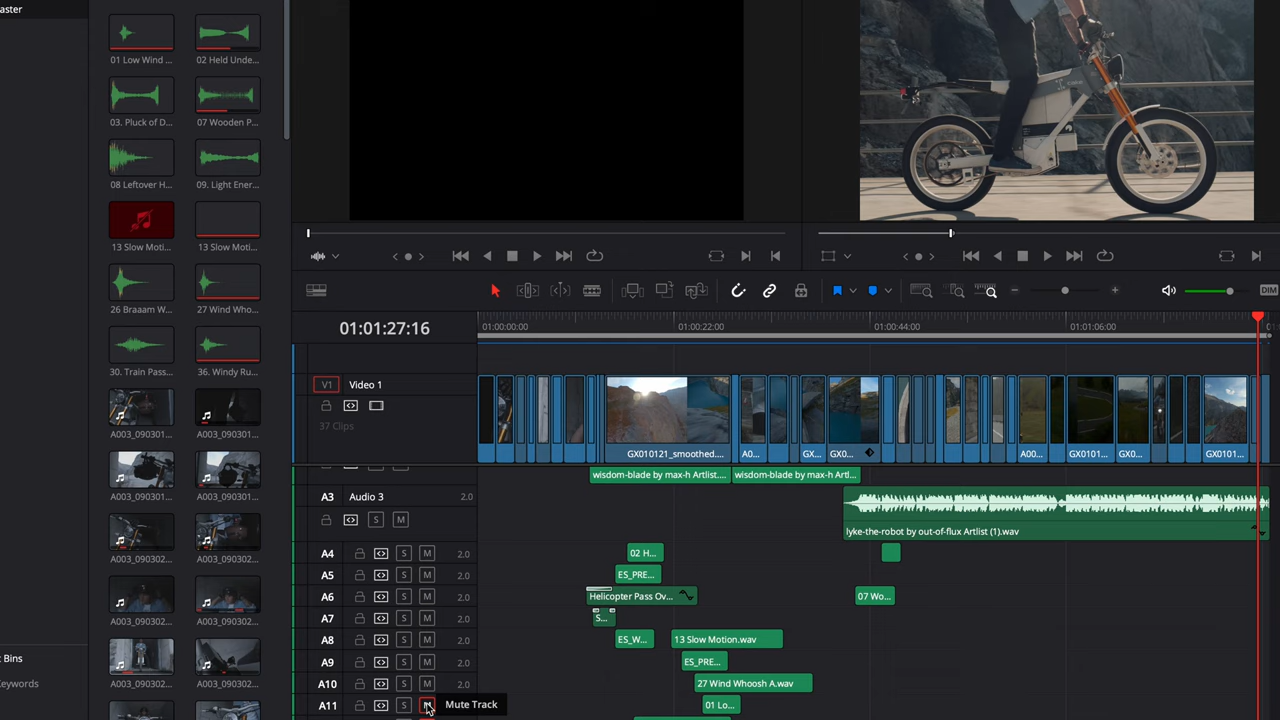 aster
01 Low Wind ...
02 Held Unde...
03. Pluck of D...
07 Wooden P...
08 Leftover H...
09. Light Ener...
13 Slow Moti...
13 Slow Moti...
26 Braaam W...
27 Wind Who...
30. Train Pass...
36. Windy Ru...
A003_090301...
A003_090301...
A003_090301...
A003_090301...
A003_090302...
A003_090302...
A003_090302...
A003_090302...
A003_090302...
A003_090302...
t Bins
eywords
DIM
01:01:27:16
01:00:00:00
01:00:22:00
01:00:44:00
01:01:06:00
V1
Video 1
37 Clips
GX010121_smoothed....
A0...
GX...
GX0...
A00...
GX0101...
GX01...
GX0101...
wisdom-blade by max-h Artlist....
wisdom-blade by max-h Artl...
A3
Audio 3
2.0
S
M
lyke-the-robot by out-of-flux Artlist (1).wav
A4
S
M
2.0
02 H...
A5
S
M
2.0
ES_PRE...
A6
S
M
2.0
Helicopter Pass Ov...
07 Wo...
A7
S
M
2.0
S...
A8
S
M
2.0
ES_W...
13 Slow Motion.wav
A9
S
M
2.0
ES_PRE...
A10
S
M
2.0
27 Wind Whoosh A.wav
A11
S
M
Mute Track
01 Lo...